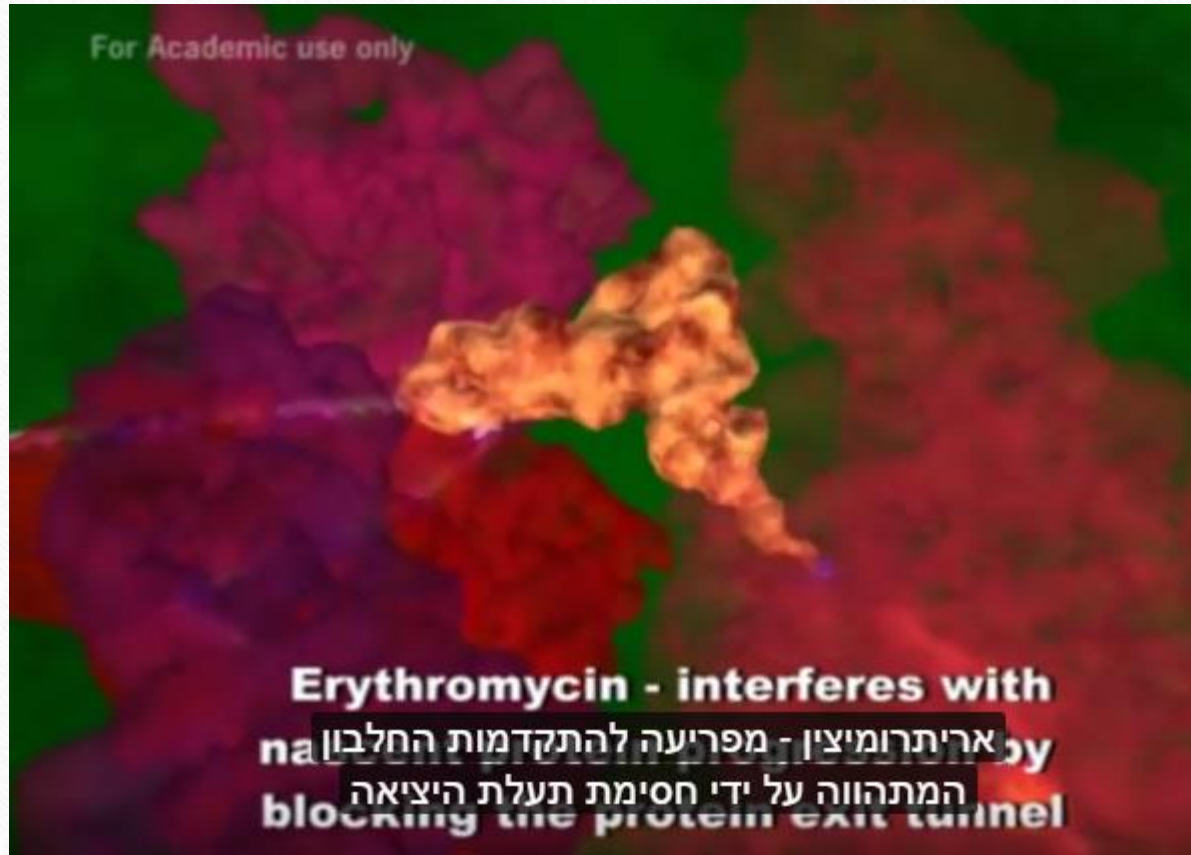 For Academic use only
Erythromycin - interferes with
אריתרומיצין - מפריעה להתקדמות החלבון
by
המתהווה על ידי חסימת תעלת היציאה
blocking the protein exit tunnel